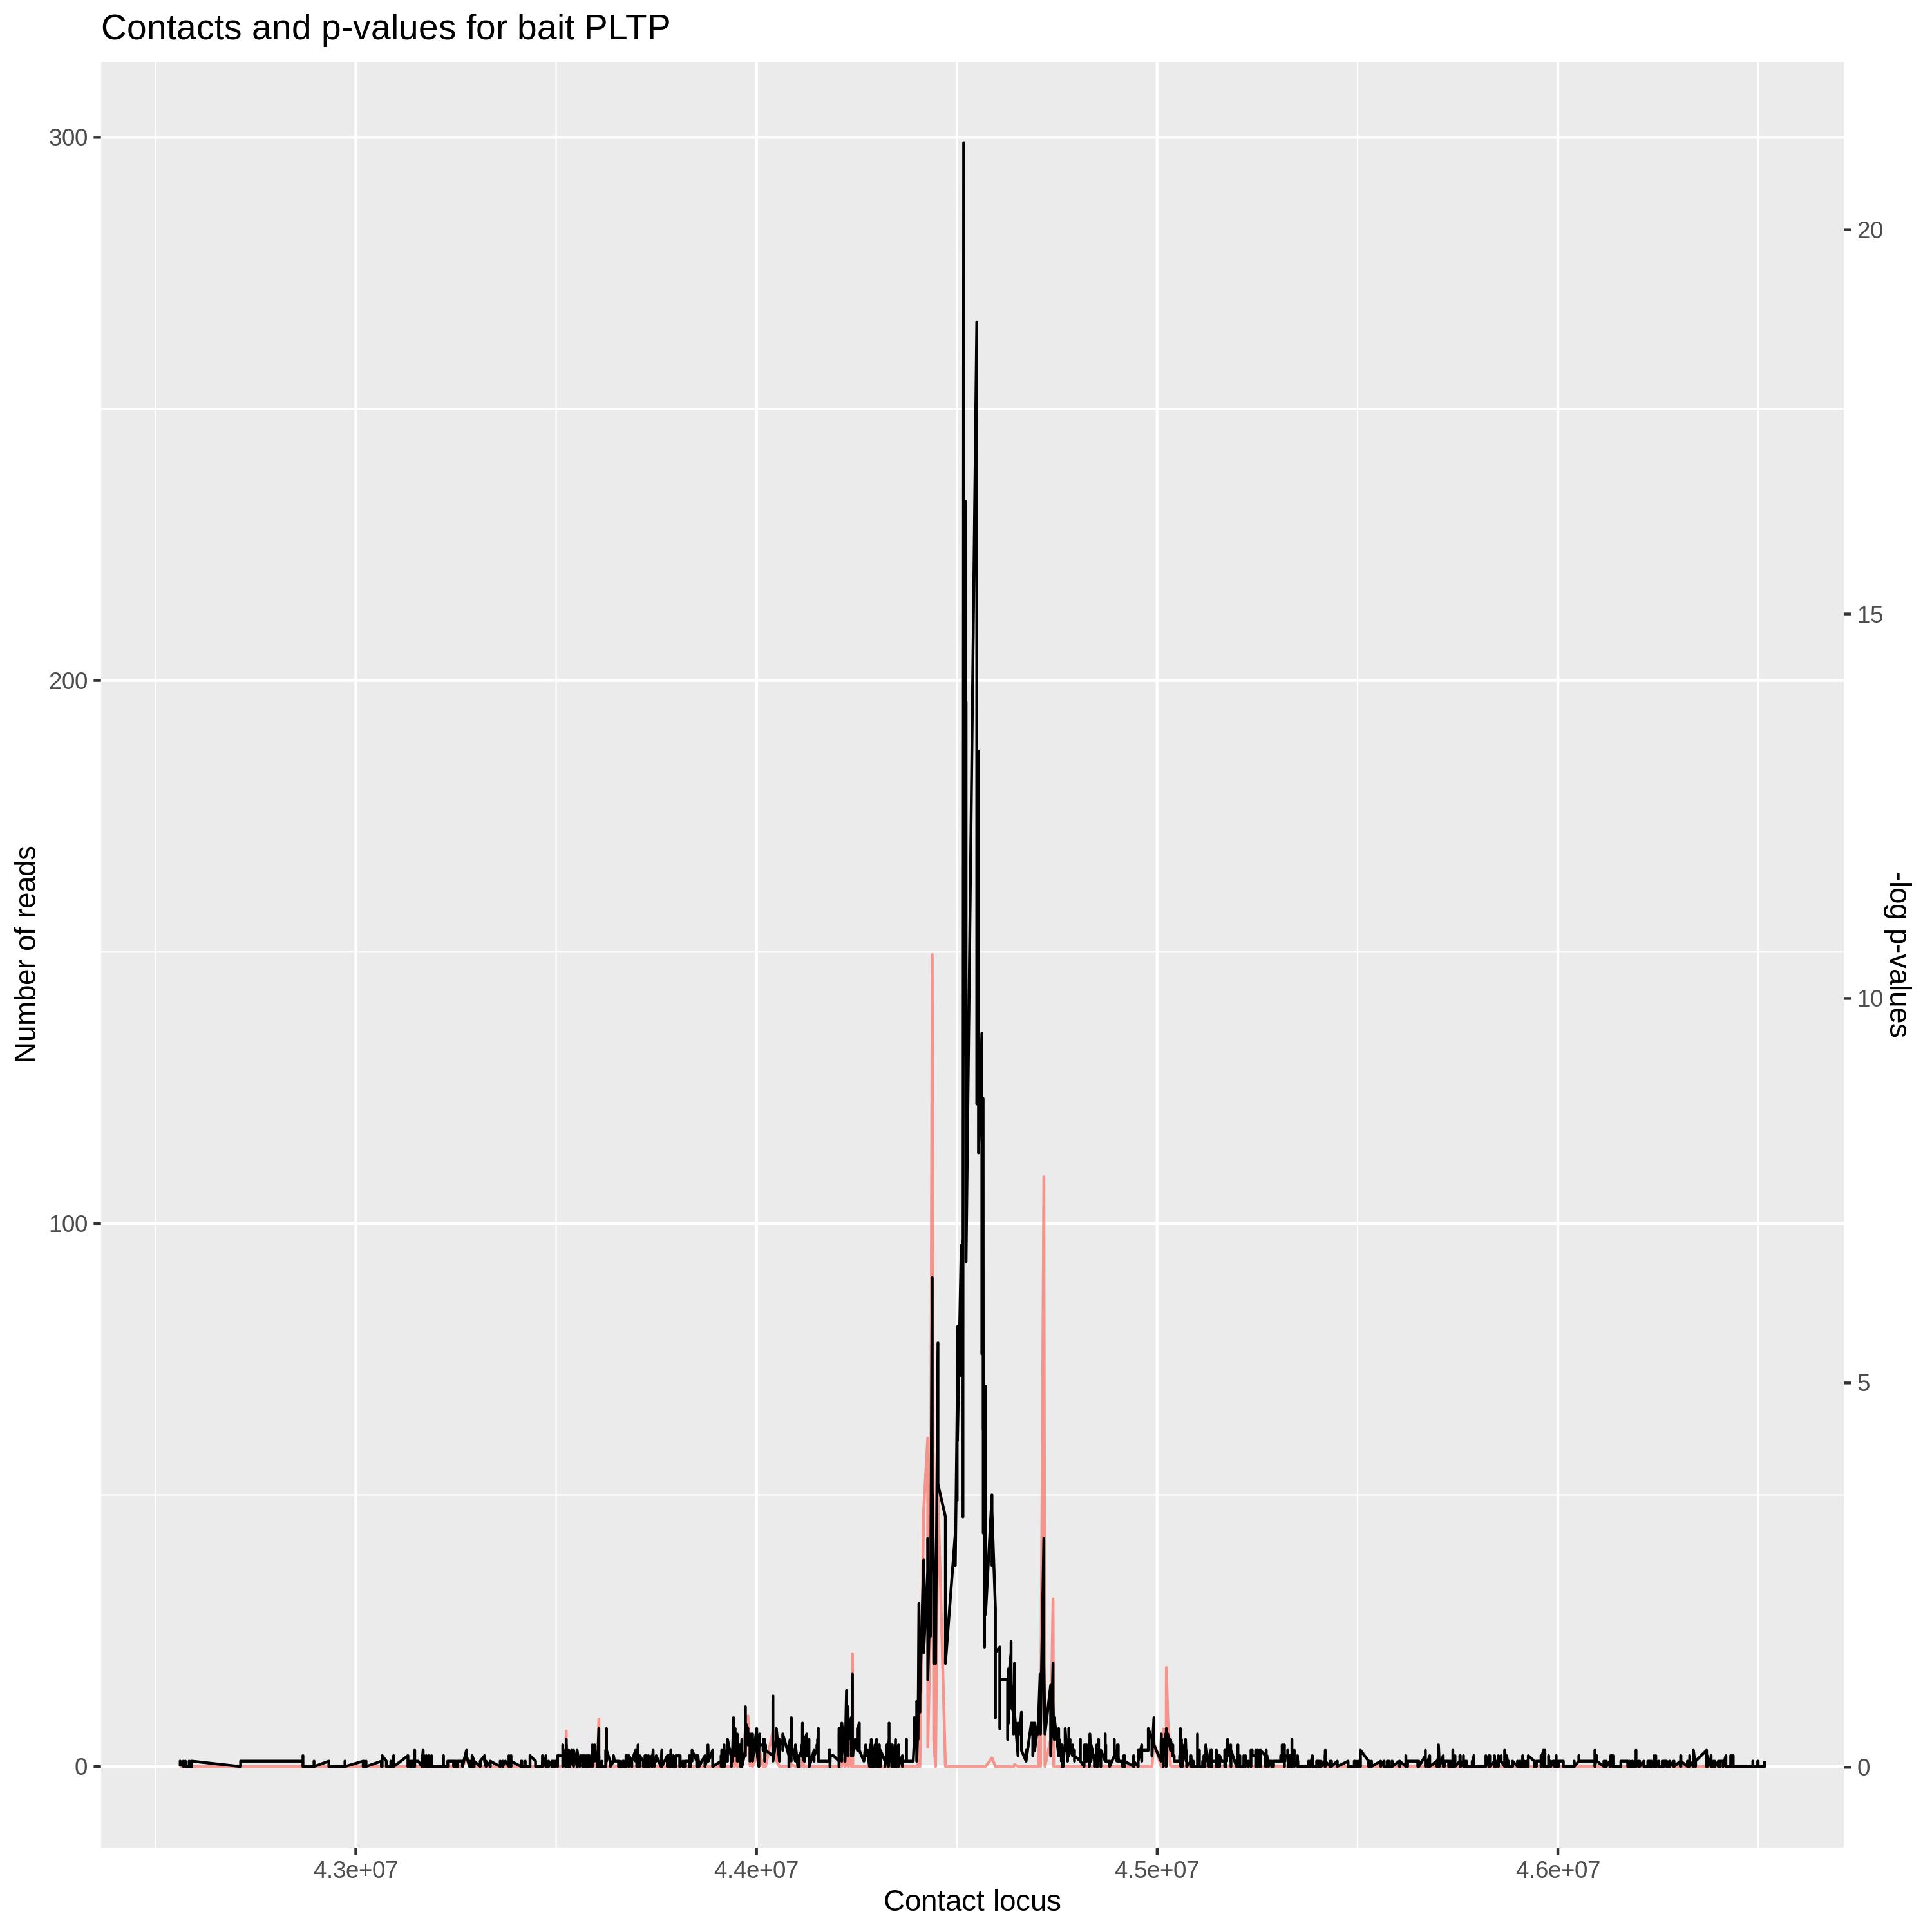 Contacts and p-values for bait PLTP
300
200
100
0
Number of reads
20
15
10
5
0
-log p-values
4.3e+07 4.4e+07 4.5e+07 4.6e+07
Contact locus